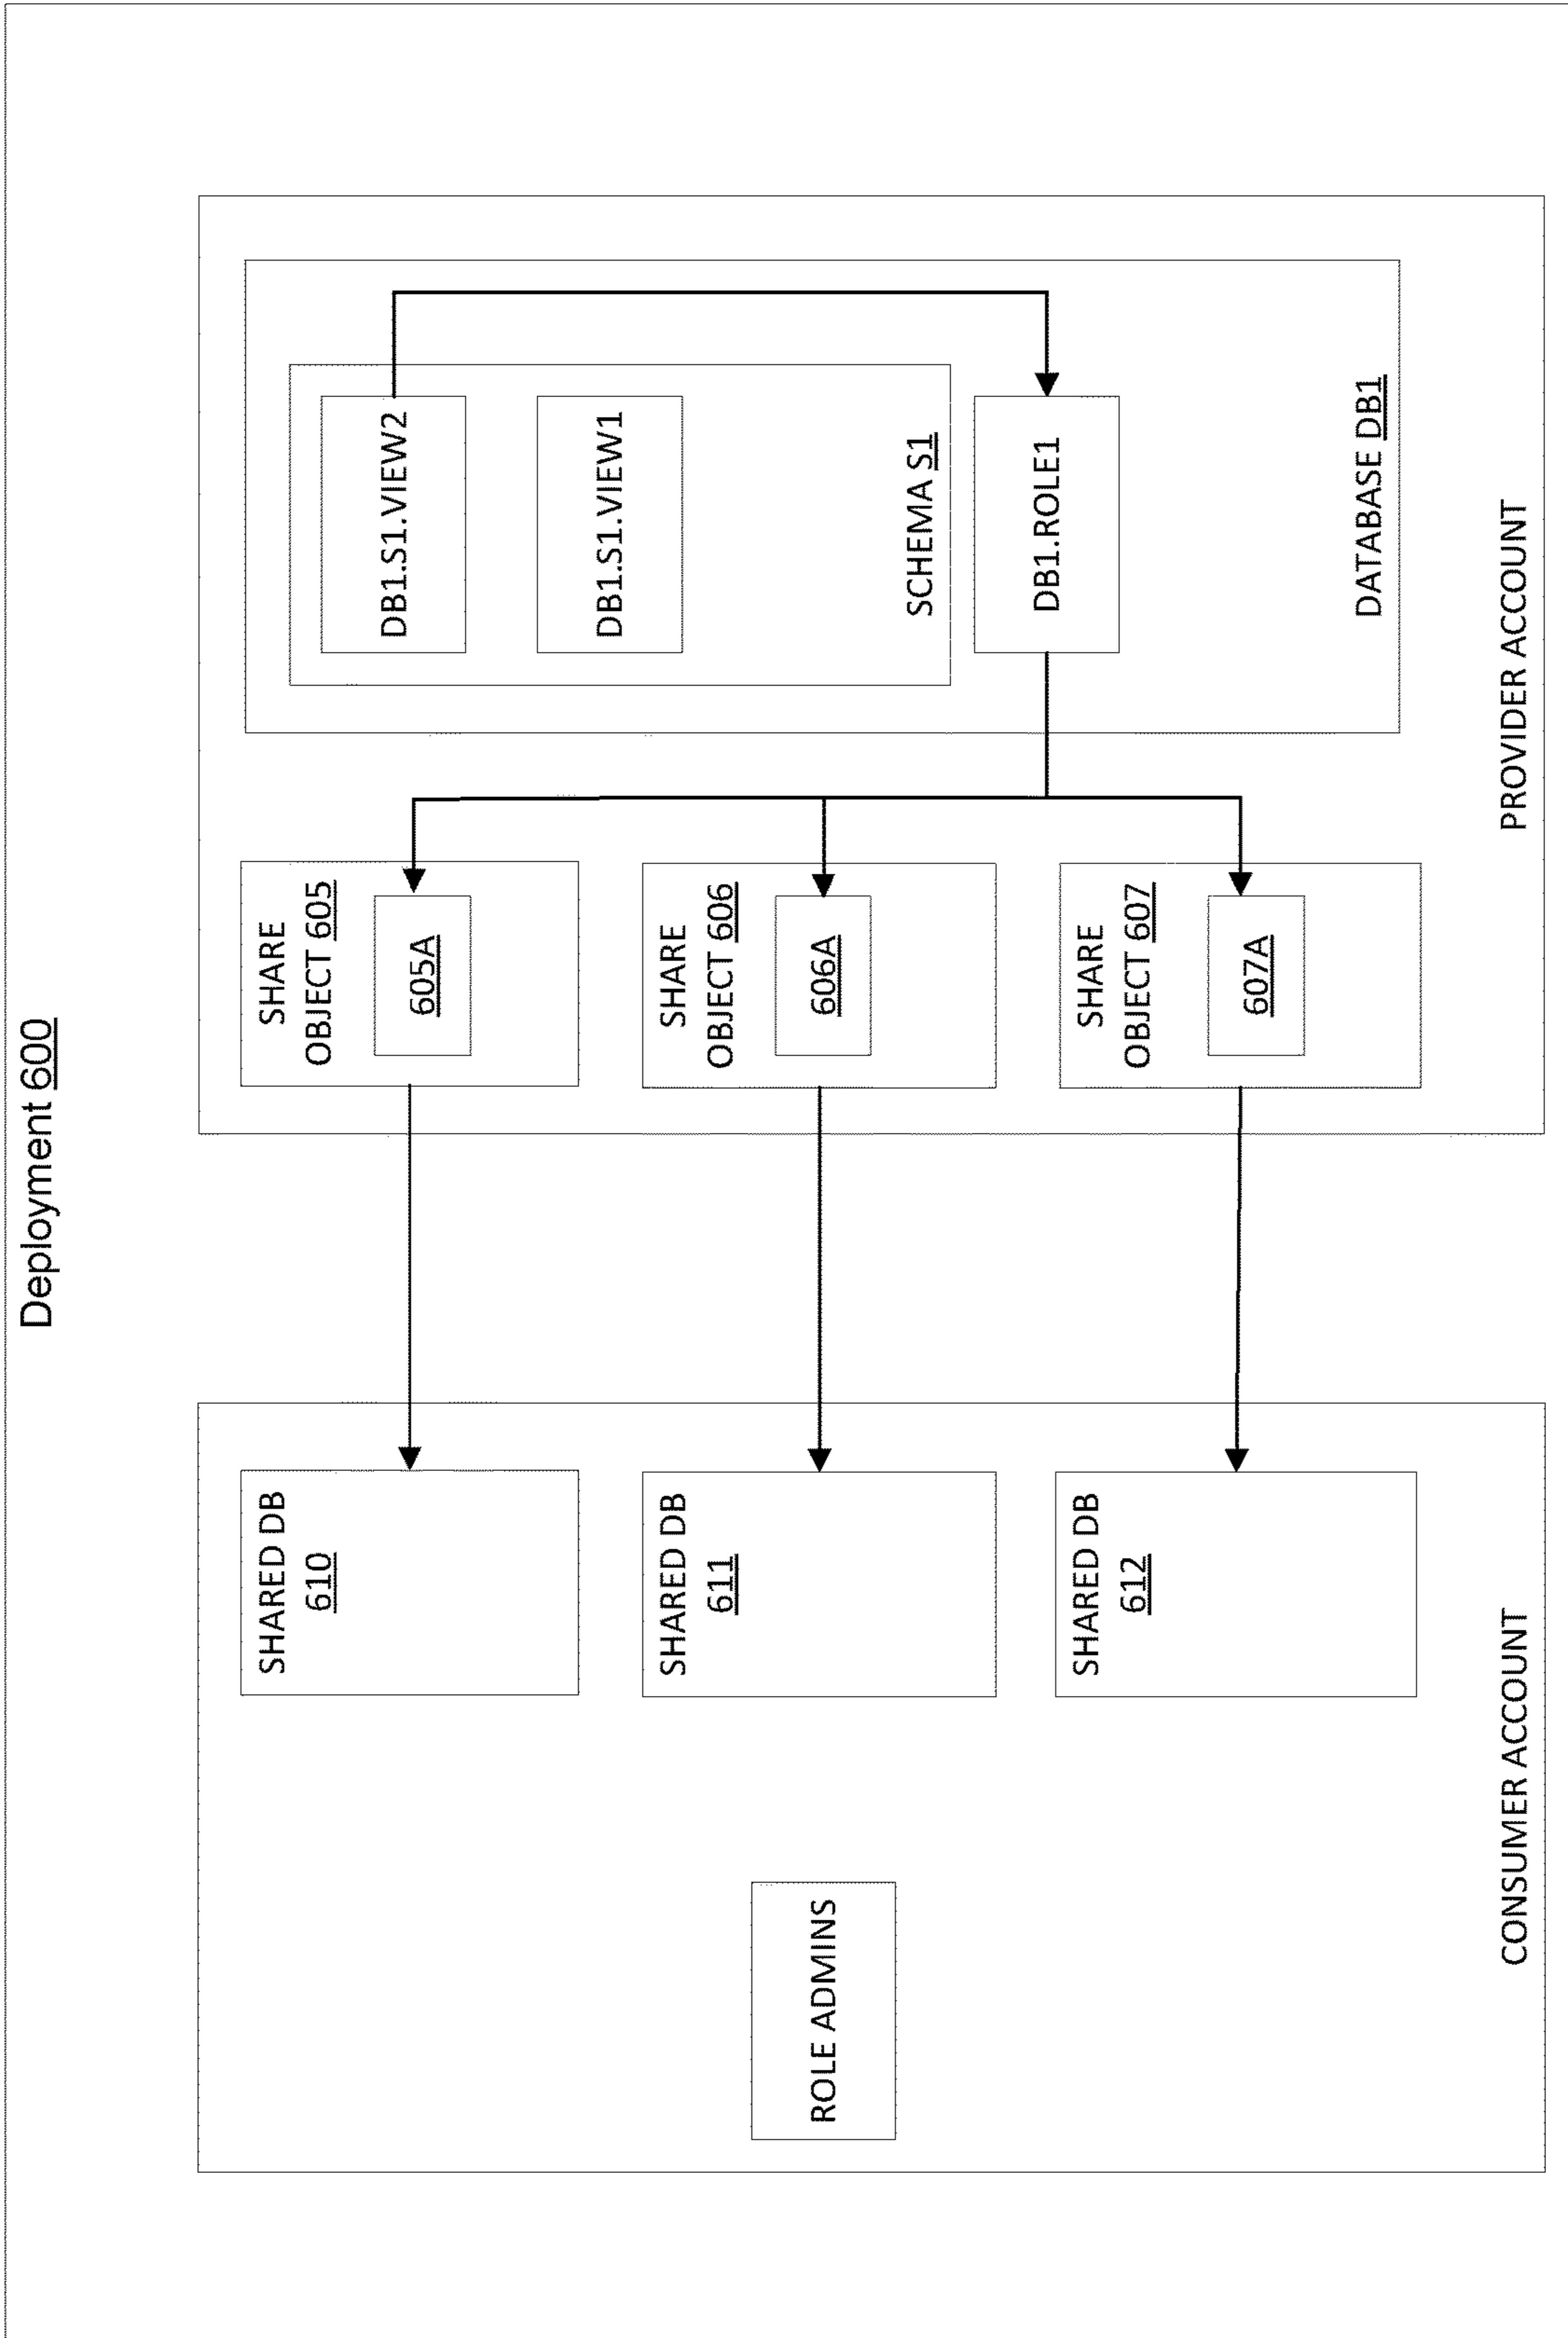 Deployment 600
SHARED DB
610
SHARED DB
611
SHARED DB
612
ROLE ADMINS
CONSUMER ACCOUNT
SHARE
OBJECT 605
605A
SHARE
OBJECT 606
606A
SHARE
OBJECT 607
607A
DB1.S1.VIEW2
DB1.S1.VIEW1
SCHEMA S1
DB1.ROLE1
DATABASE DB1
PROVIDER ACCOUNT